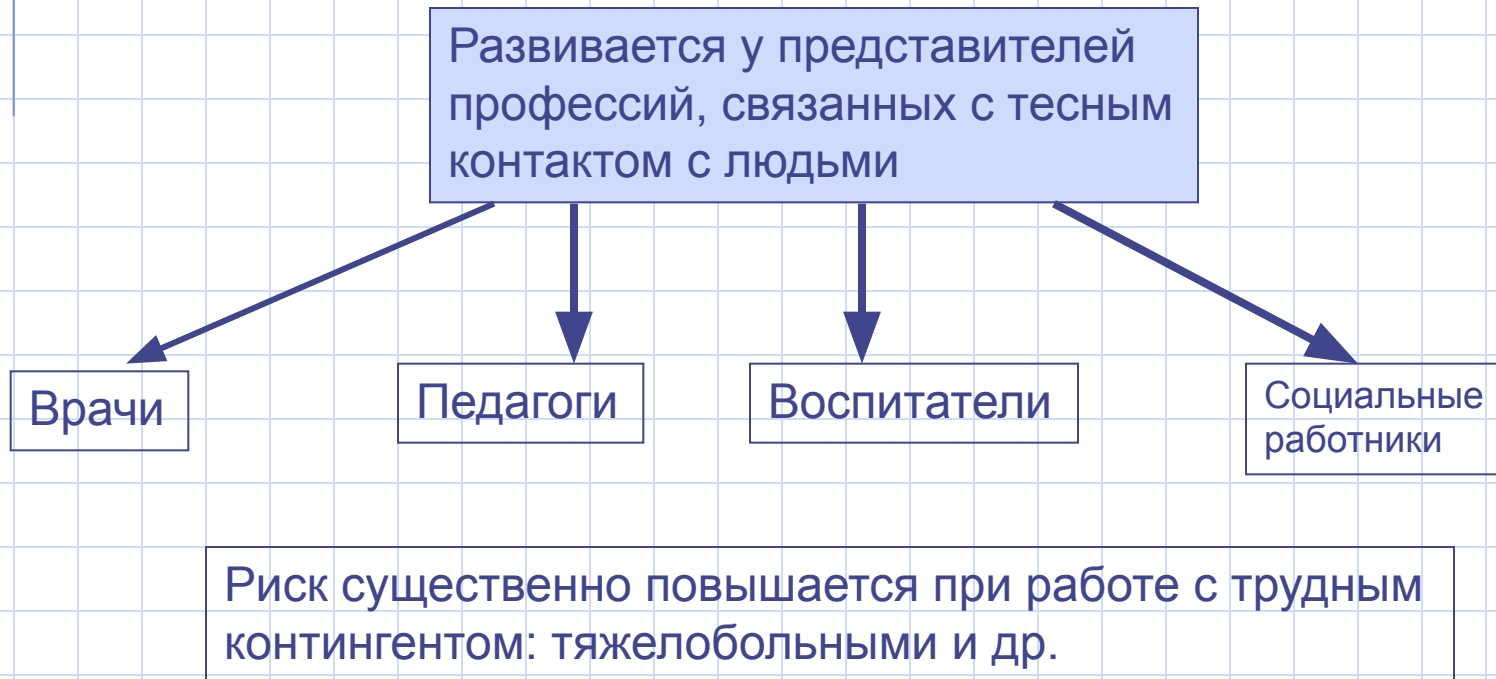 Развивается у представителей
профессий, связанных с тесным
контактом с людьми
Врачи
Педагоги
Воспитатели
Социальные
работники
Риск существенно повышается при работе с трудным
контингентом: тяжелобольными и др.